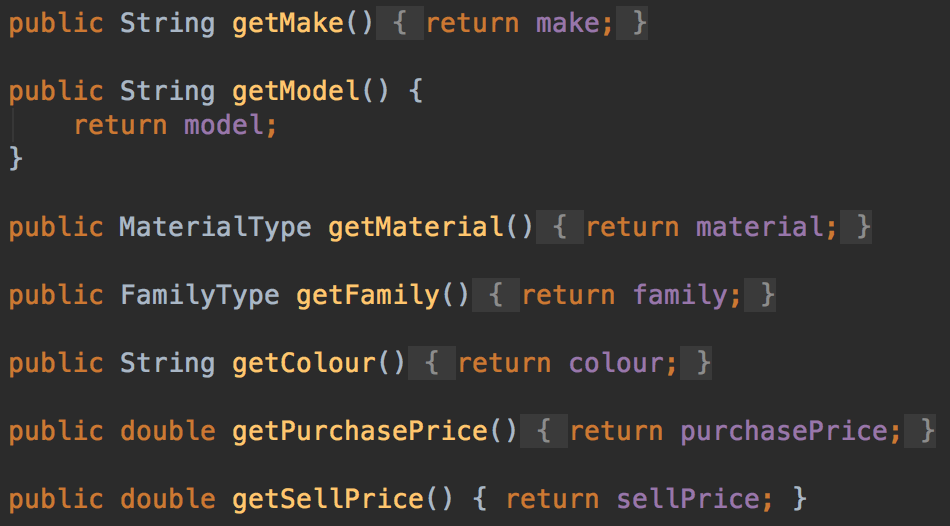 public String getMake() { return make; }
public String getModel() {
    return model;
}
public MaterialType getMaterial() { return material; }
public FamilyType getFamily() { return family; }
public String getColour() { return colour; }
public double getPurchasePrice() { return purchasePrice; }
public double getSellPrice() { return sellPrice; }